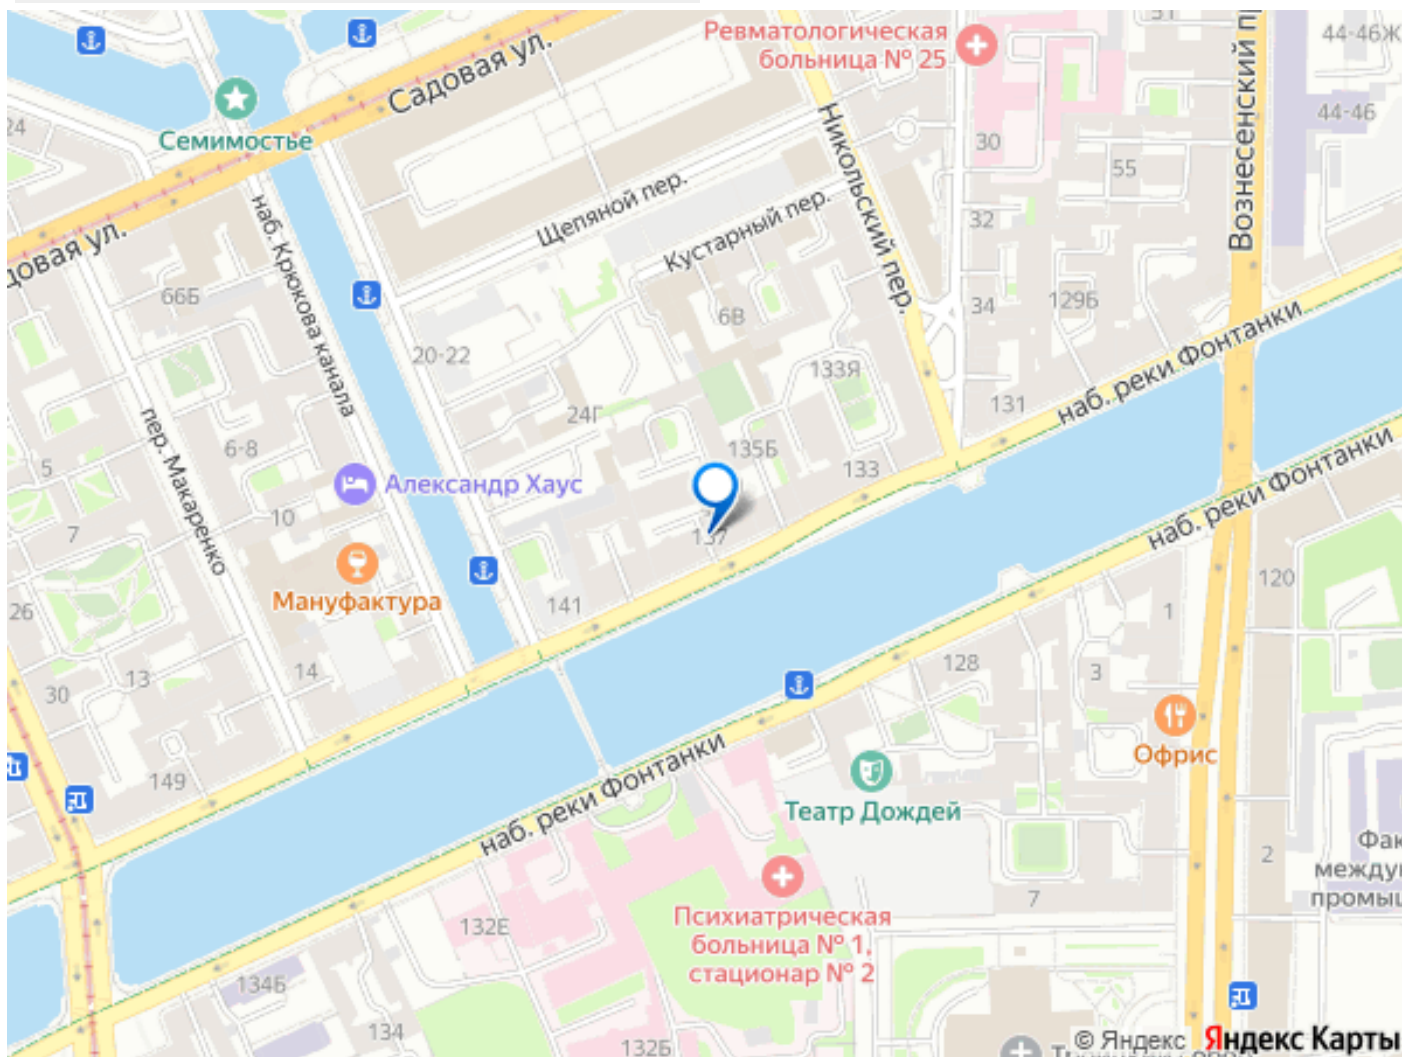 51
44-46Ж
Ревматологическая
больница № 25
Садовая ул.
Вознесенский п
44-46
24
Семимостье
Никольский пер.
30
55
наб. Крюкова канала
Щепяной пер.
32
Кустарный пер.
довая ул.
66Б
34
129Б
6В
наб. реки Фонтанки
20-22
133Я
131
24Г
пер. Макаренко
6-8
135Б
5
133
Александр Хаус
наб. реки Фонтанки
10
7
137
120
Мануфактура
141
26
1
128
14
13
3
30
Офрис
149
наб. реки Фонтанки
Театр Дождей
Фак
2
междун
промыш
7
Психиатрическая
больница № 1,
стационар № 2
132Е
134Б
134
132Б
© Яндекс Яндекс Карты